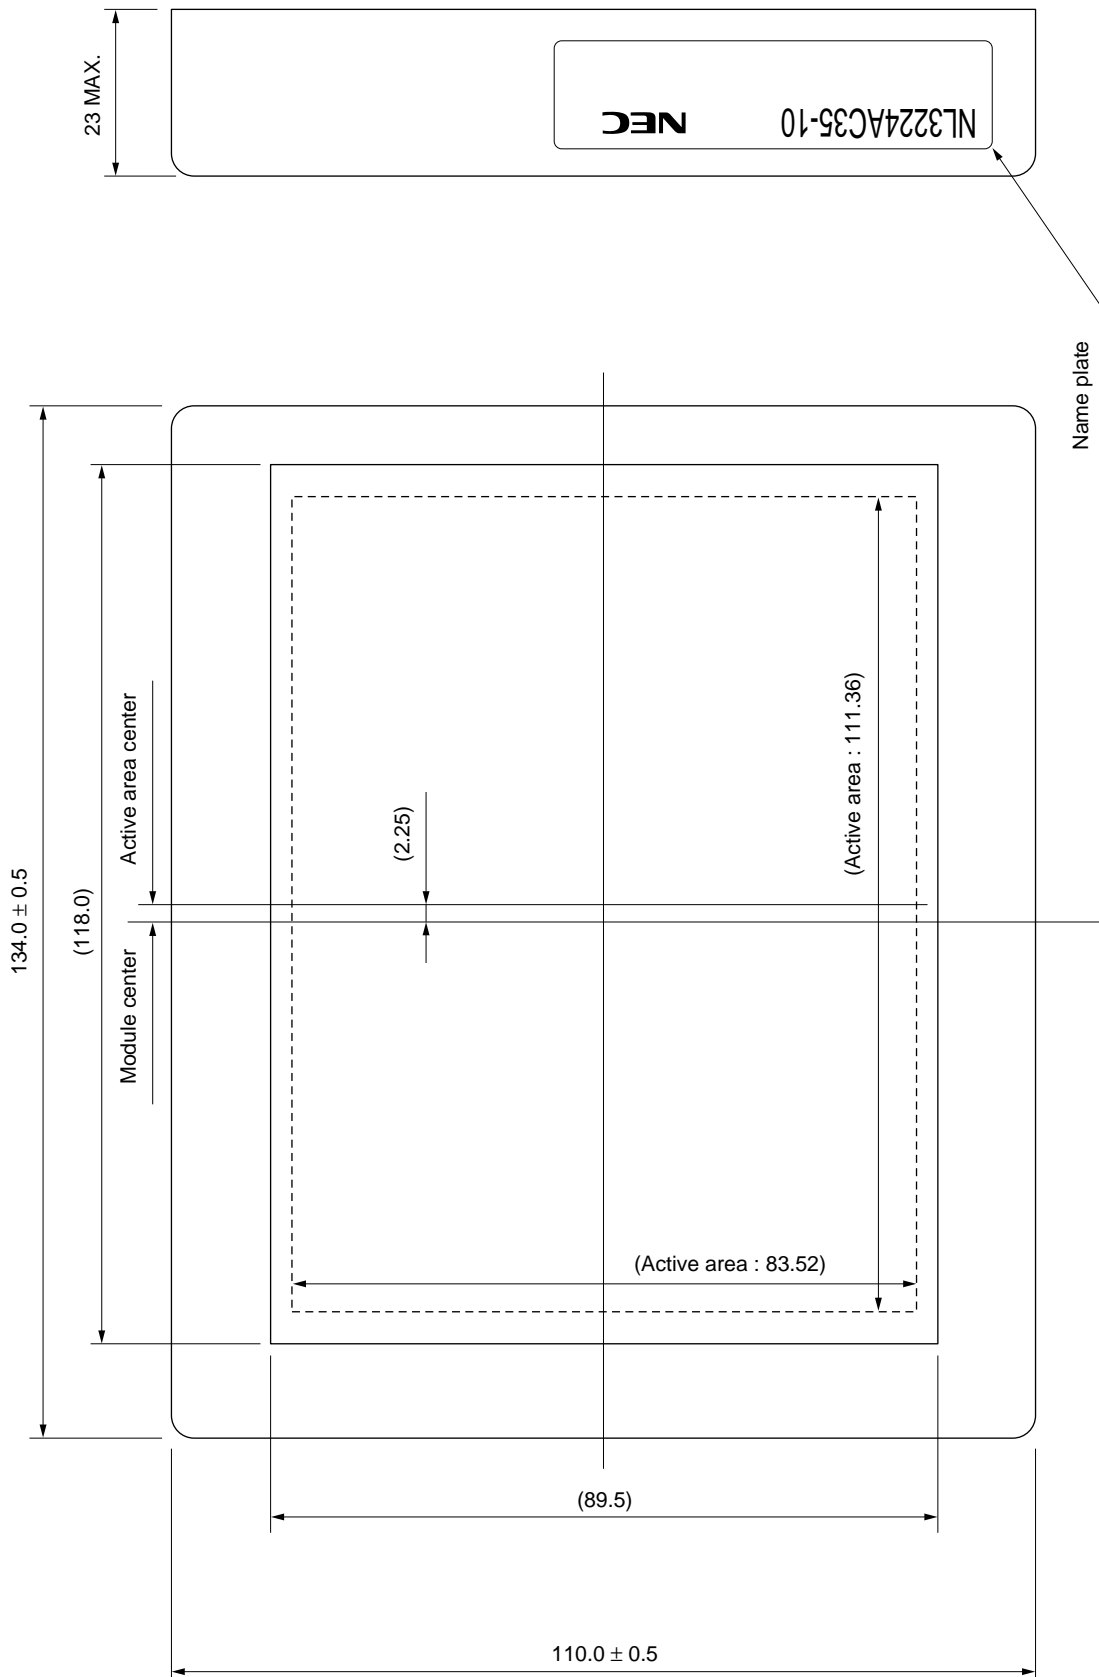 23 MAX.
NEC
NL3224AC35-10
Name plate
134.0 ± 0.5
(118.0)
Active area center
Module center
(2.25)
(Active area : 111.36)
(Active area : 83.52)
(89.5)
110.0 ± 0.5